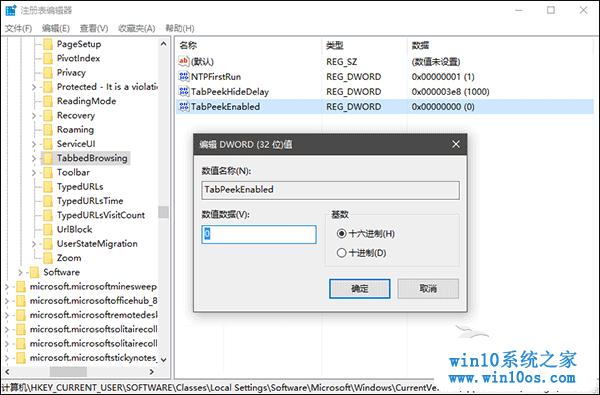 注册表编辑器
文件(F) 编辑(E) 查看(V) 收藏夹(A) 帮助(H)
PageSetup
PivotIndex
Privacy
Protected - It is a violatio
ReadingMode
Recovery
Roaming
ServiceUI
TabbedBrowsing
Toolbar
TypedURLs
TypedURLsTime
TypedURLsVisitCount
UrlBlock
UserStateMigration
Zoom
Software
microsoft.microsoftminesweep
microsoft.microsoftofficehub_8
microsoft.microsoftremotedesk
microsoft.microsoftsolitairecoll
microsoft.microsoftsolitairecoll
microsoft.microsoftstickynotes_
名称 类型 数据
(默认) REG_SZ (数值未设置)
NTPFirstRun REG_DWORD 0x00000001 (1)
TabPeekHideDelay REG_DWORD 0x000003e8 (1000)
TabPeekEnabled REG_DWORD 0x00000000 (0)
编辑 DWORD (32 位)值
数值名称(N):
TabPeekEnabled
数值数据(V):
0
基数
十六进制(H)
十进制(D)
确定 取消
win10系统之家
www.win10os.com
计算机\HKEY_CURRENT_USER\SOFTWARE\Classes\Local Settings\Software\Microsoft\Windows\CurrentVe